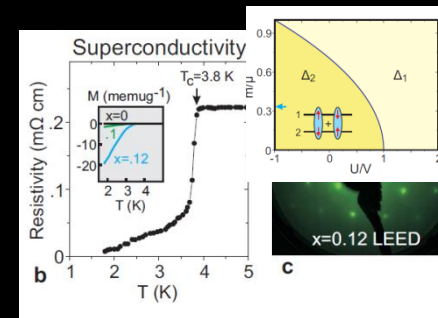 Superconductivity
Tc=3.8 K
M (memug-1)
0
-10
-20
x=0
.1
x=.12
2 3 4
T (K)
Resistivity (mΩ cm)
.2
.1
0
1 2 3 4 5
T (K)
b
0.9
0.6
0.3
0
m/μ
Δ2
Δ1
1
2
+
-1 0 1 2
U/V
x=0.12 LEED
c